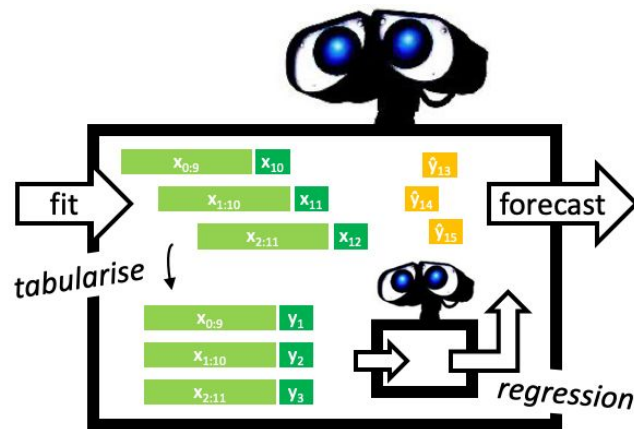 x₀:₉ x₁₀
ŷ₁₃
fit
x₁:₁₀ x₁₁
ŷ₁₄
forecast
x₂:₁₁ x₁₂
ŷ₁₅
tabularise
x₀:₉ y₁
x₁:₁₀ y₂
x₂:₁₁ y₃
regression